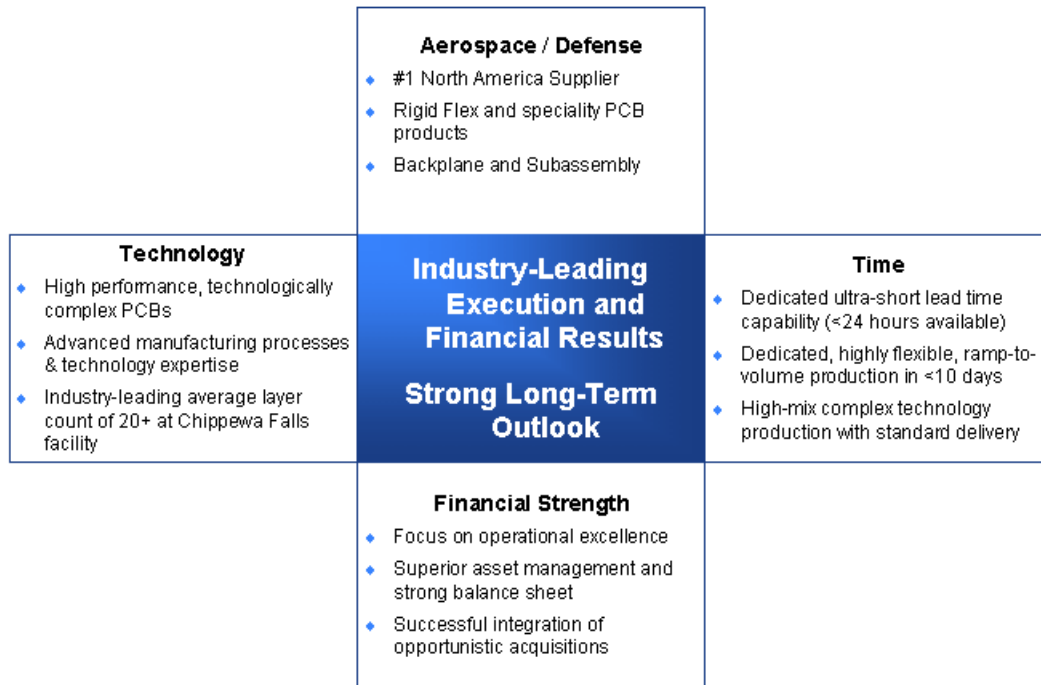 Aerospace / Defense
#1 North America Supplier
Rigid Flex and speciality PCB
products
Backplane and Subassembly
Technology
High performance, technologically
complex PCBs
Advanced manufacturing processes
& technology expertise
Industry-leading average layer
count of 20+ at Chippewa Falls
facility
Industry-Leading
Execution and
Financial Results
Strong Long-Term
Outlook
Time
Dedicated ultra-short lead time
capability (<24 hours available)
Dedicated, highly flexible, ramp-to-
volume production in <10 days
High-mix complex technology
production with standard delivery
Financial Strength
Focus on operational excellence
Superior asset management and
strong balance sheet
Successful integration of
opportunistic acquisitions